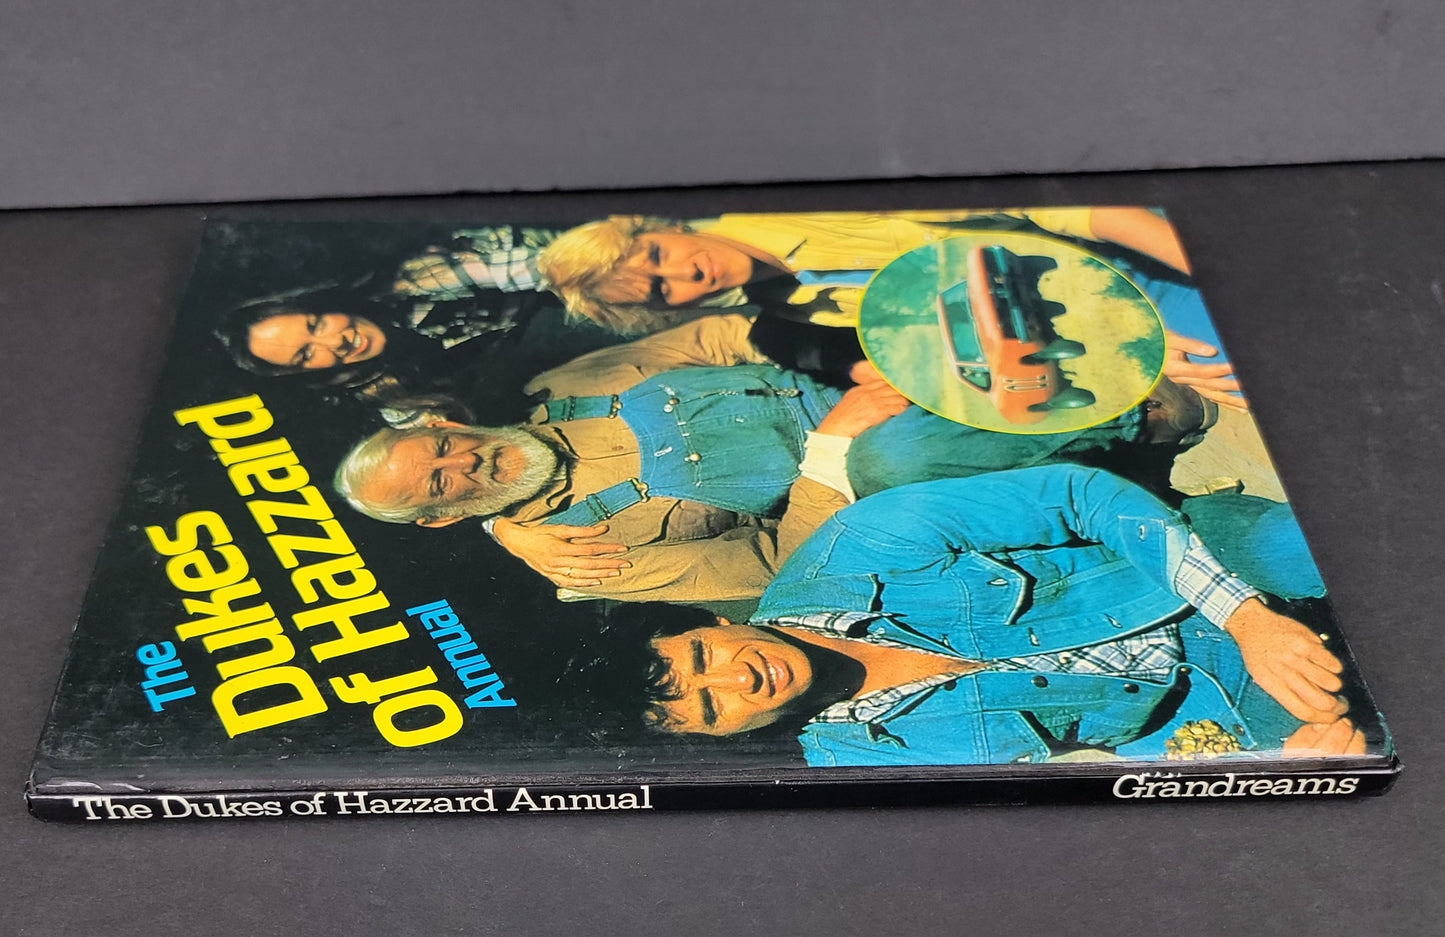 The
Dukes
Of Hazzard
Annual
The Dukes of Hazzard Annual
Grandreams